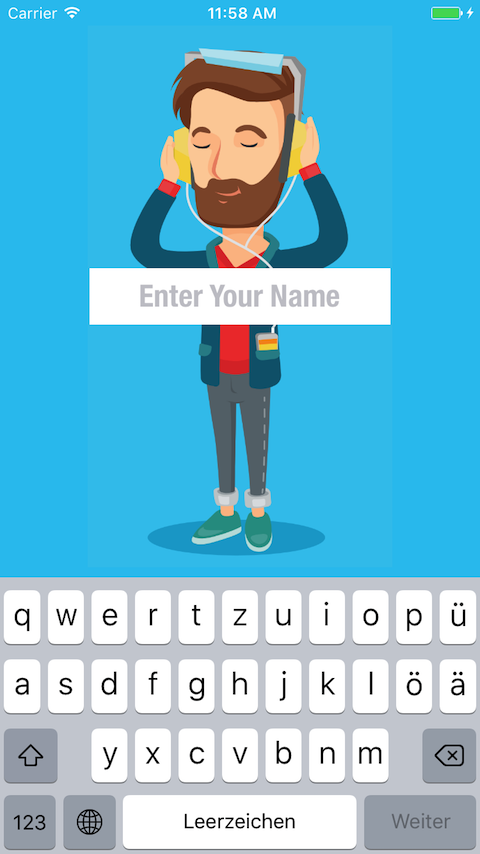 Carrier 11:58 AM
Enter Your Name
q w e r t z u i o p ü
a s d f g h j k l ö ä
y x c v b n m
123 Leerzeichen Weiter